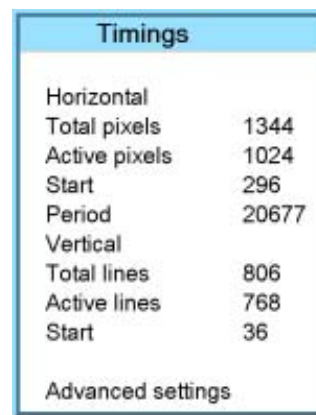 Timings
Horizontal
Total pixels 1344
Active pixels 1024
Start 296
Period 20677
Vertical
Total lines 806
Active lines 768
Start 36
Advanced settings